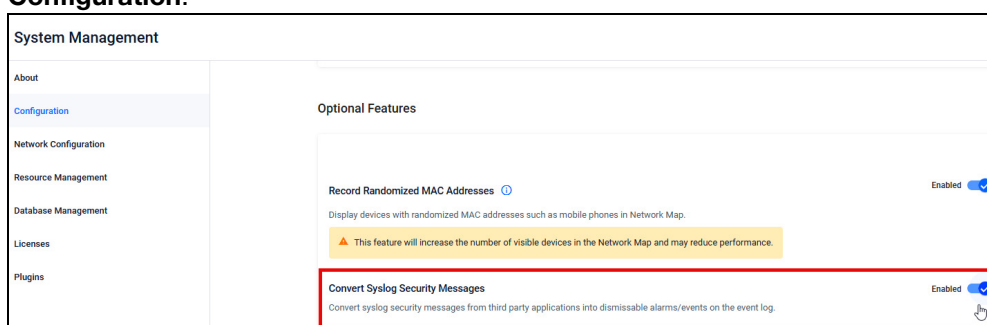 Configuration.
System Management
About
Configuration
Network Configuration
Resource Management
Database Management
Licenses
Plugins
Optional Features
Record Randomized MAC Addresses
Enabled
Display devices with randomized MAC addresses such as mobile phones in Network Map.
This feature will increase the number of visible devices in the Network Map and may reduce performance.
Convert Syslog Security Messages
Enabled
Convert syslog security messages from third party applications into dismissable alarms/events on the event log.